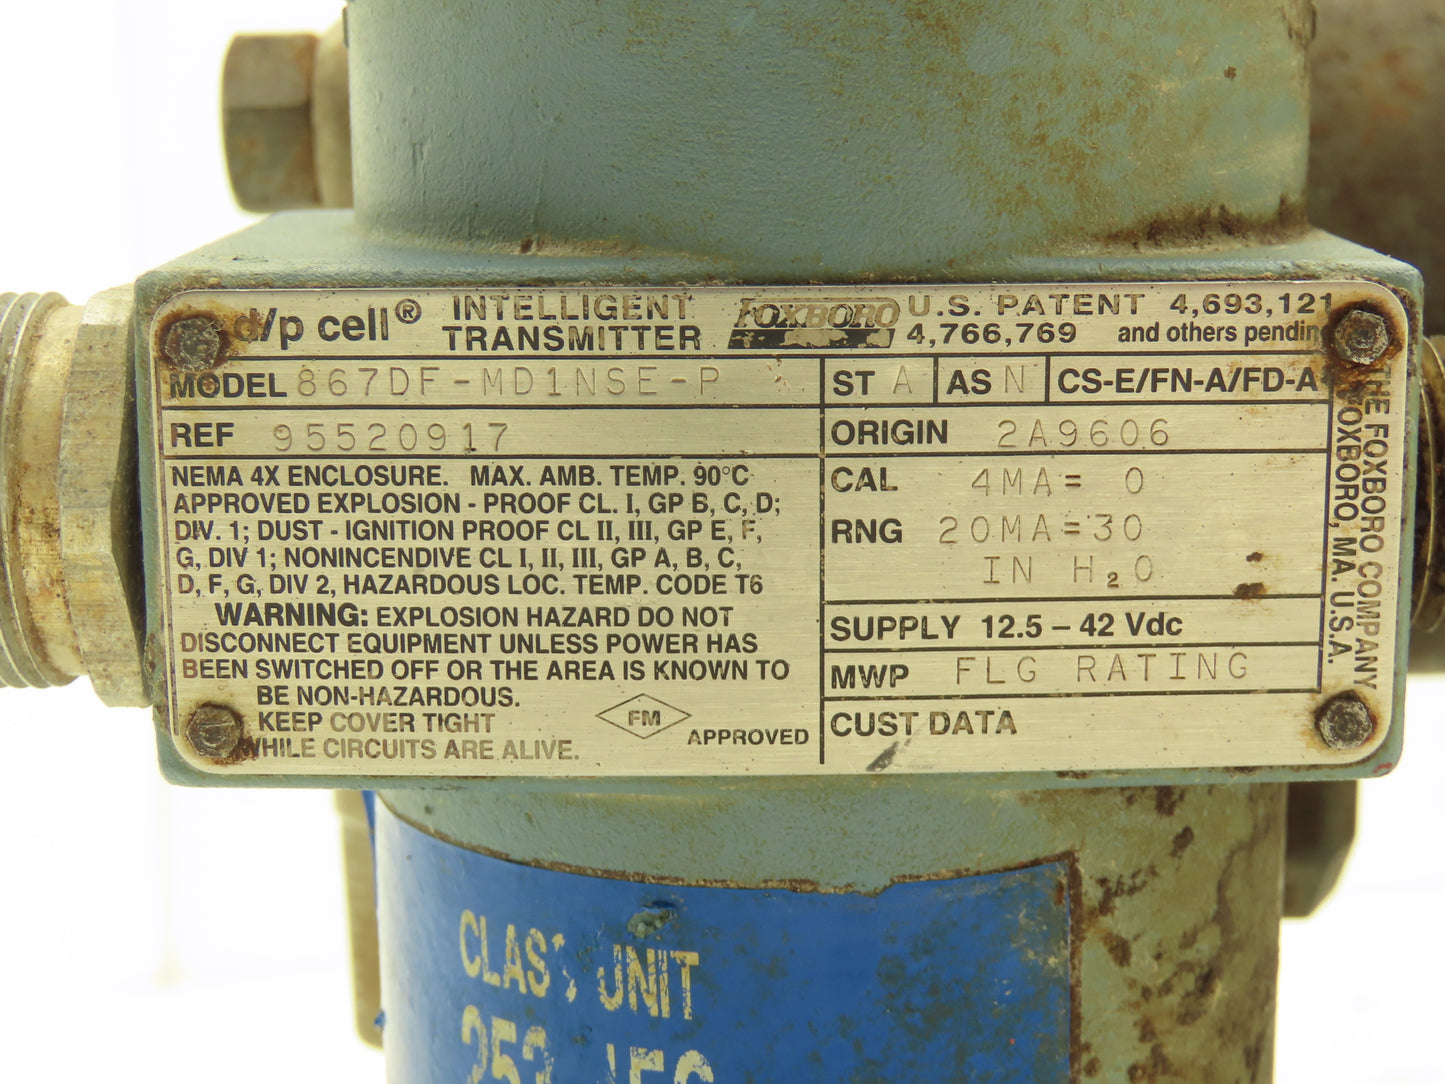 d/p cell® INTELLIGENT TRANSMITTER FOXBORO U.S. PATENT 4,693,121
4,766,769 and others pending
MODEL 867DF-MD1NSE-P ST A AS N CS-E/FN-A/FD-A
REF 95520917 ORIGIN 2A9606
NEMA 4X ENCLOSURE. MAX. AMB. TEMP. 90°C
APPROVED EXPLOSION - PROOF CL. I, GP B, C, D;
DIV. 1; DUST - IGNITION PROOF CL II, III, GP E, F,
G, DIV 1; NONINCENDIVE CL I, II, III, GP A, B, C,
D, F, G, DIV 2, HAZARDOUS LOC. TEMP. CODE T6
WARNING: EXPLOSION HAZARD DO NOT
DISCONNECT EQUIPMENT UNLESS POWER HAS
BEEN SWITCHED OFF OR THE AREA IS KNOWN TO
BE NON-HAZARDOUS.
KEEP COVER TIGHT
WHILE CIRCUITS ARE ALIVE.
FM APPROVED
CAL 4MA= 0
RNG 20MA=30
IN H₂O
SUPPLY 12.5 – 42 Vdc
MWP FLG RATING
CUST DATA
THE FOXBORO COMPANY
FOXBORO, MA. U.S.A.
UNIT